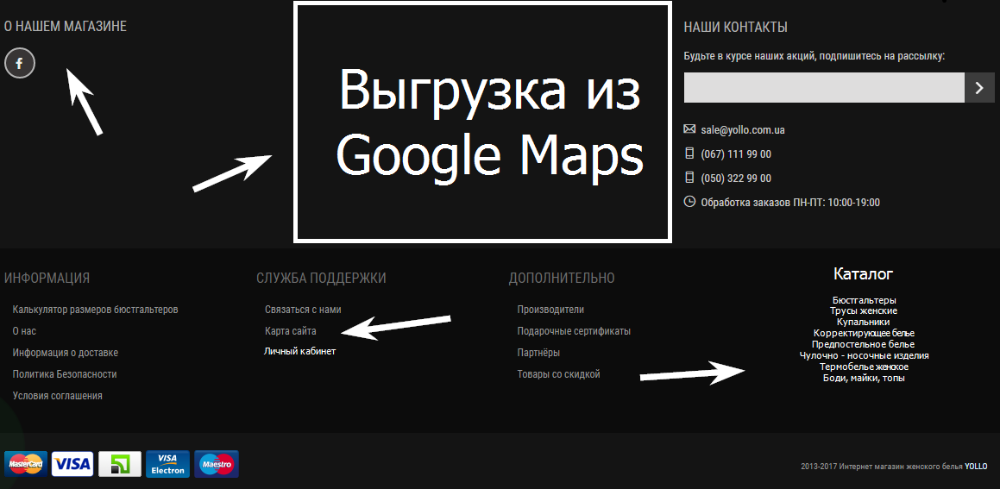 О НАШЕМ МАГАЗИНЕ
f
Выгрузка из
Google Maps
НАШИ КОНТАКТЫ
Будьте в курсе наших акций, подпишитесь на рассылку:
sale@yollo.com.ua
(067) 111 99 00
(050) 322 99 00
Обработка заказов ПН-ПТ: 10:00-19:00
ИНФОРМАЦИЯ
Калькулятор размеров бюстгальтеров
О нас
Информация о доставке
Политика Безопасности
Условия соглашения
СЛУЖБА ПОДДЕРЖКИ
Связаться с нами
Карта сайта
Личный кабинет
ДОПОЛНИТЕЛЬНО
Производители
Подарочные сертификаты
Партнёры
Товары со скидкой
Каталог
Бюстгальтеры
Трусы женские
Купальники
Корректирующее белье
Предпостельное белье
Чулочно - носочные изделия
Термобелье женское
Боди, майки, топы
MasterCard
VISA
VISA
Electron
Maestro
2013-2017 Интернет магазин женского белья YOLLO